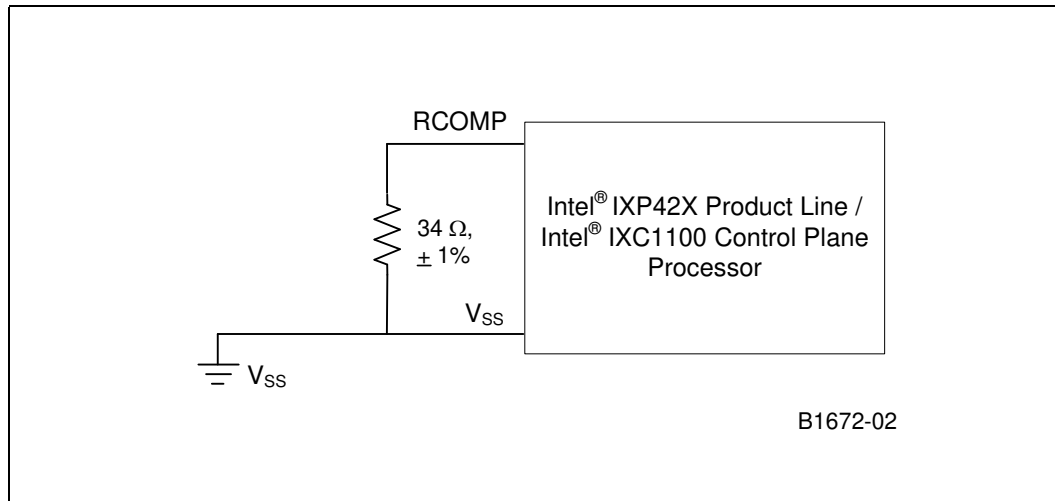 RCOMP
34 Ω,
± 1%
Intel® IXP42X Product Line /
Intel® IXC1100 Control Plane
Processor
VSS
VSS
B1672-02